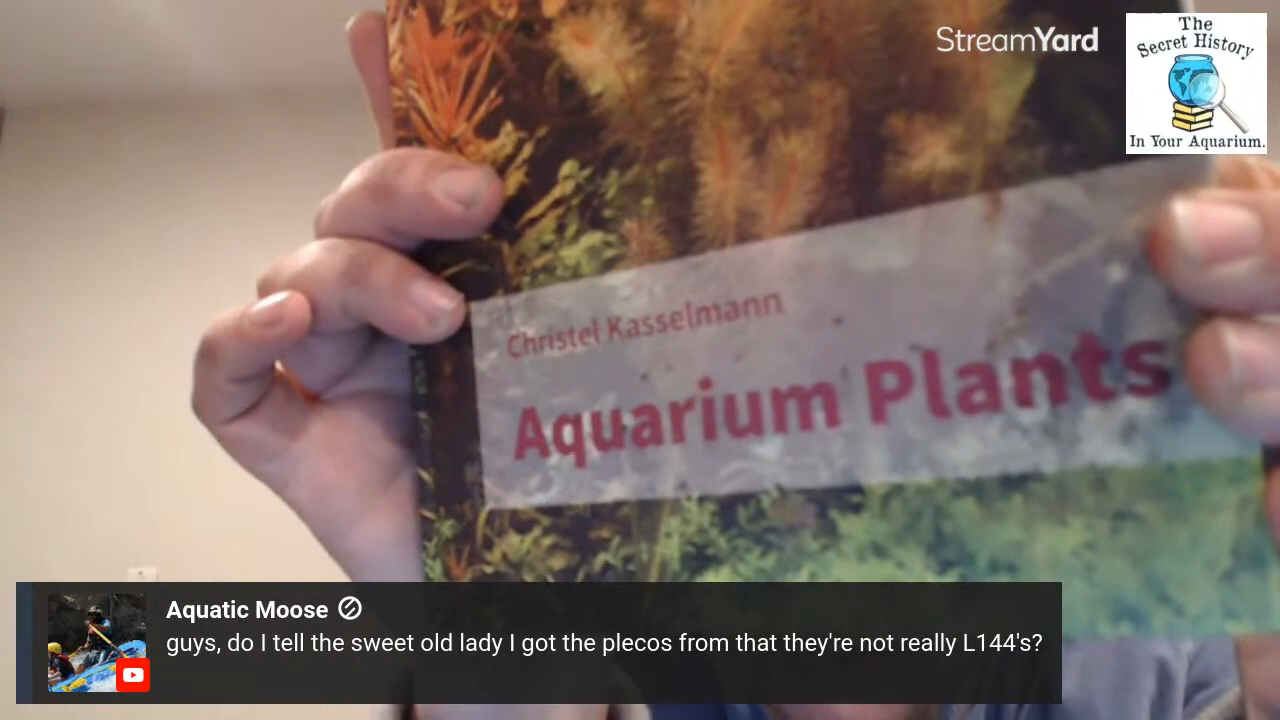 StreamYard
The
Secret History
In Your Aquarium.
Christel Kasselmann
Aquarium Plants
Aquatic Moose
guys, do I tell the sweet old lady I got the plecos from that they're not really L144's?